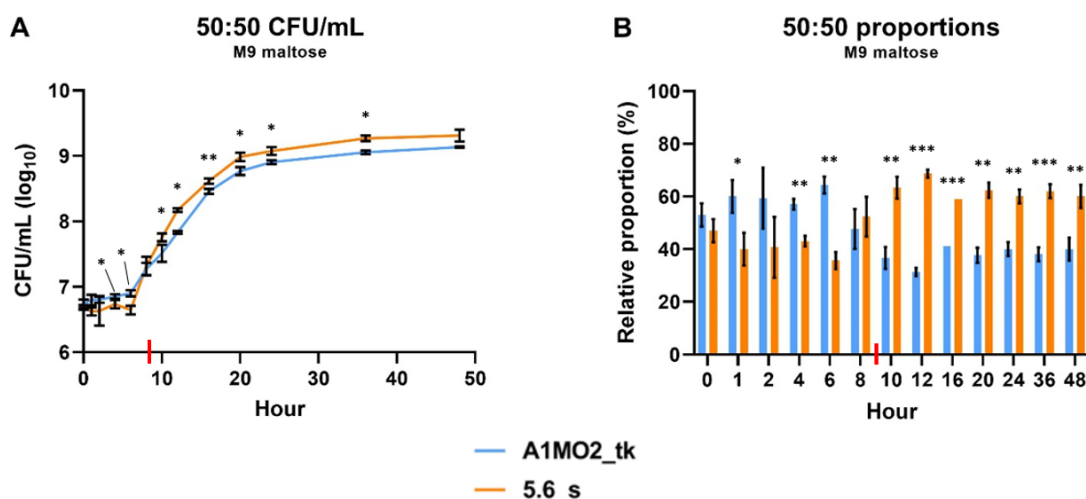 A
50:50 CFU/mL
M9 maltose
CFU/mL (log10)
10
9
8
7
6
* * * * ** * * *
0 10 20 30 40 50
Hour
B
50:50 proportions
M9 maltose
Relative proportion (%)
100
80
60
40
20
0
* ** ** ** *** *** ** ** *** **
0 1 2 4 6 8 10 12 16 20 24 36 48
Hour
A1MO2_tk
5.6_s